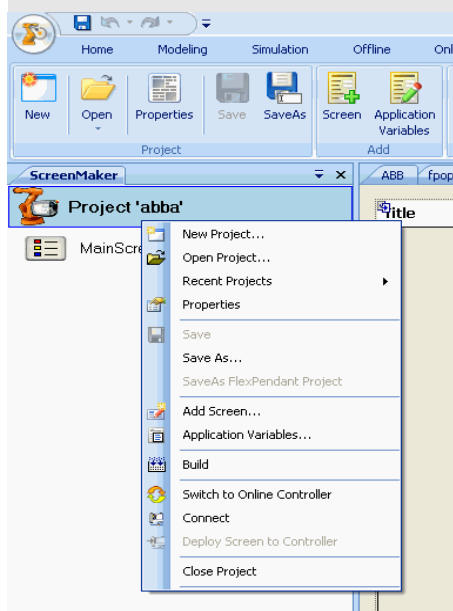 Home Modeling Simulation Offline
New Open Properties Save SaveAs Screen Application Variables
Project Add
ScreenMaker ABB
Project 'abba' Title
MainScre
New Project...
Open Project...
Recent Projects
Properties
Save
Save As...
SaveAs FlexPendant Project
Add Screen...
Application Variables...
Build
Switch to Online Controller
Connect
Deploy Screen to Controller
Close Project